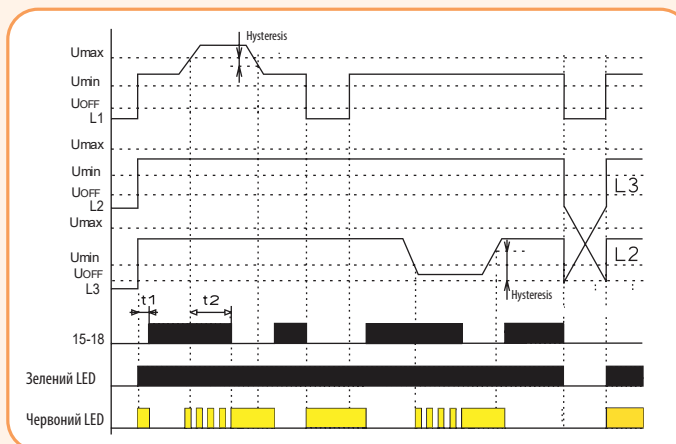 Hysteresis
Umax
Umin
UOFF
L1
Umax
Umin
UOFF
L3
L2
Umax
Umin
L2
UOFF
L3
Hysteresis
t1
t2
15-18
Зелений LED
Червоний LED